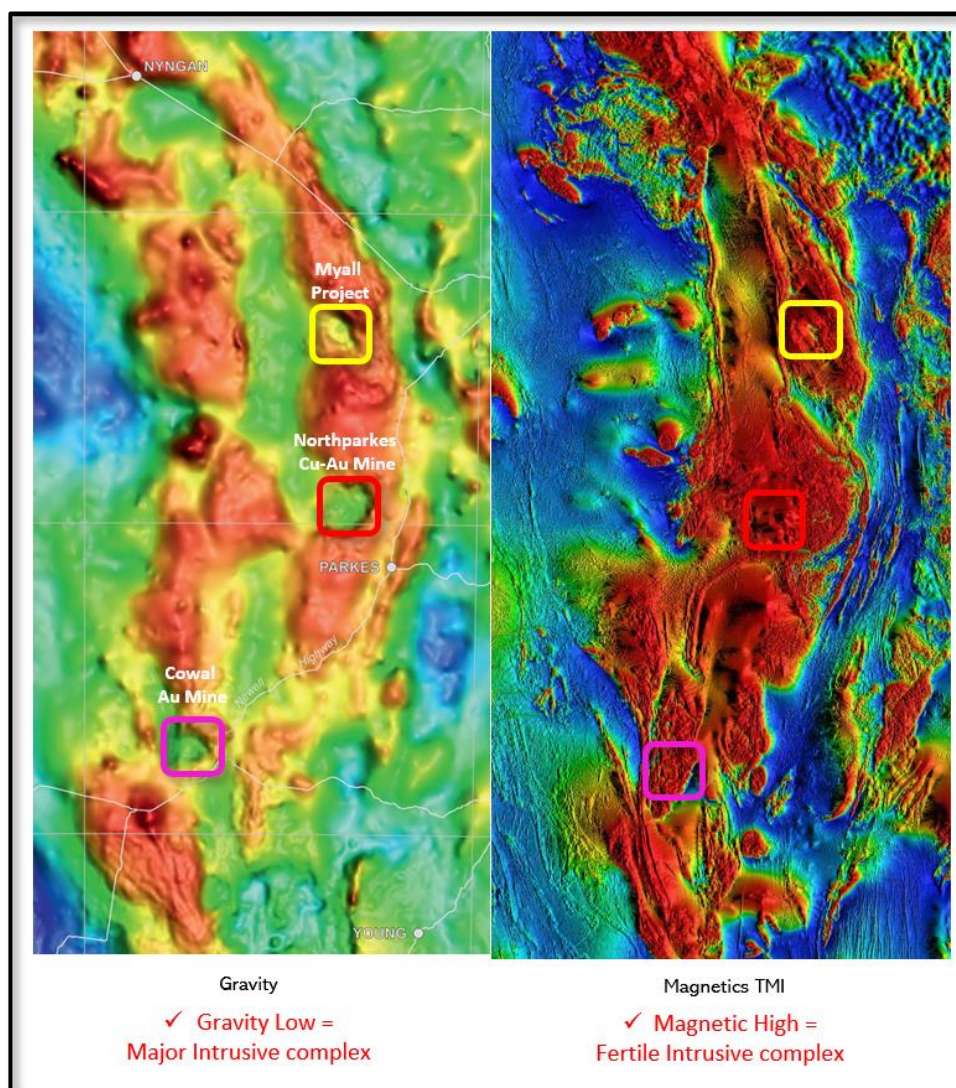 NYNGAN
Myall
Project
Northparkes
Cu-Au Mine
PARKES
Highway
Newell
Cowal
Au Mine
YOUNG
Gravity
✓ Gravity Low =
Major Intrusive complex
Magnetics TMI
✓ Magnetic High =
Fertile Intrusive complex